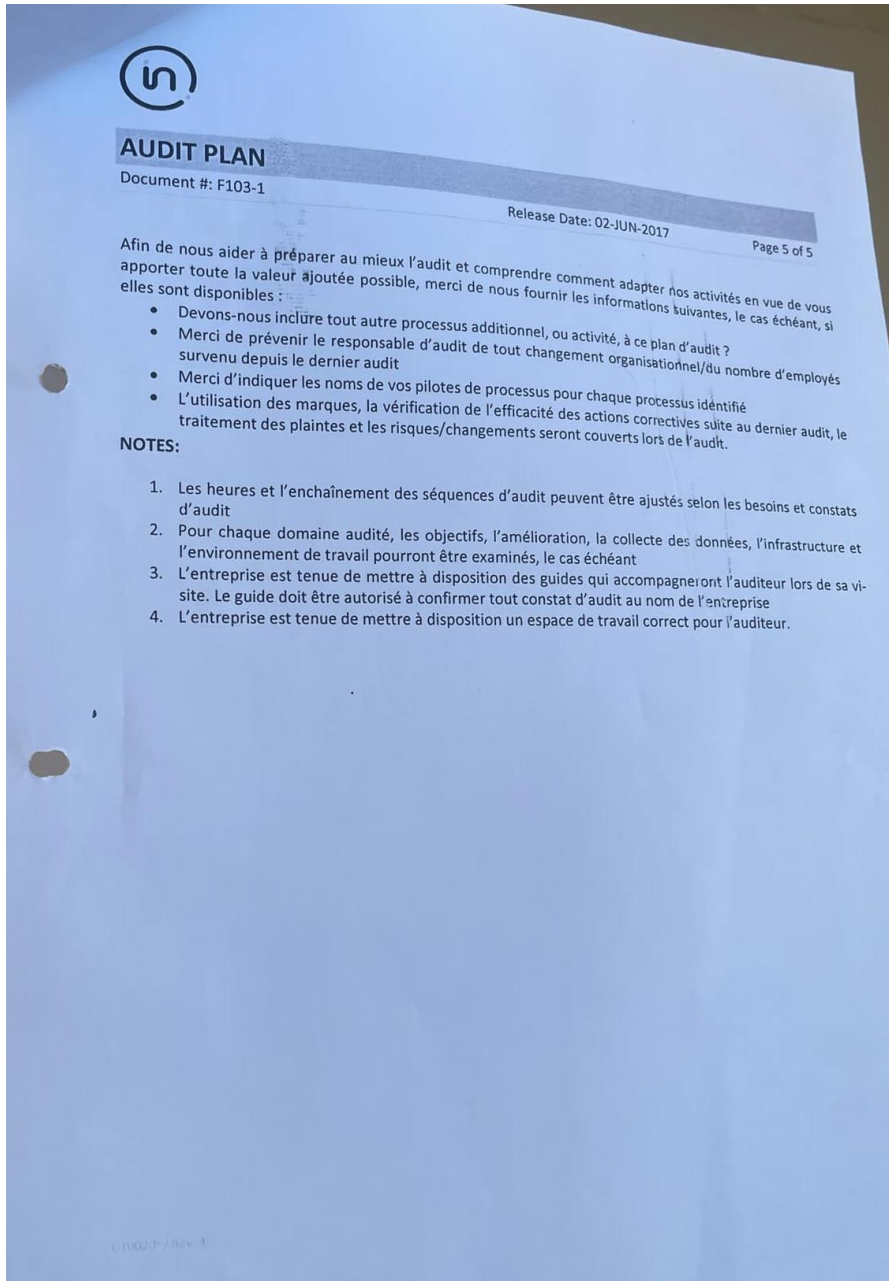 in
AUDIT PLAN
Document #: F103-1
Release Date: 02-JUN-2017
Page 5 of 5
Afin de nous aider à préparer au mieux l'audit et comprendre comment adapter nos activités en vue de vous
apporter toute la valeur ajoutée possible, merci de nous fournir les informations suivantes, le cas échéant, si
elles sont disponibles :
• Devons-nous inclure tout autre processus additionnel, ou activité, à ce plan d'audit ?
• Merci de prévenir le responsable d'audit de tout changement organisationnel/du nombre d'employés
survenu depuis le dernier audit
• Merci d'indiquer les noms de vos pilotes de processus pour chaque processus identifié
• L'utilisation des marques, la vérification de l'efficacité des actions correctives suite au dernier audit, le
traitement des plaintes et les risques/changements seront couverts lors de l'audit.
NOTES:
1. Les heures et l'enchaînement des séquences d'audit peuvent être ajustés selon les besoins et constats
d'audit
2. Pour chaque domaine audité, les objectifs, l'amélioration, la collecte des données, l'infrastructure et
l'environnement de travail pourront être examinés, le cas échéant
3. L'entreprise est tenue de mettre à disposition des guides qui accompagneront l'auditeur lors de sa vi-
site. Le guide doit être autorisé à confirmer tout constat d'audit au nom de l'entreprise
4. L'entreprise est tenue de mettre à disposition un espace de travail correct pour l'auditeur.